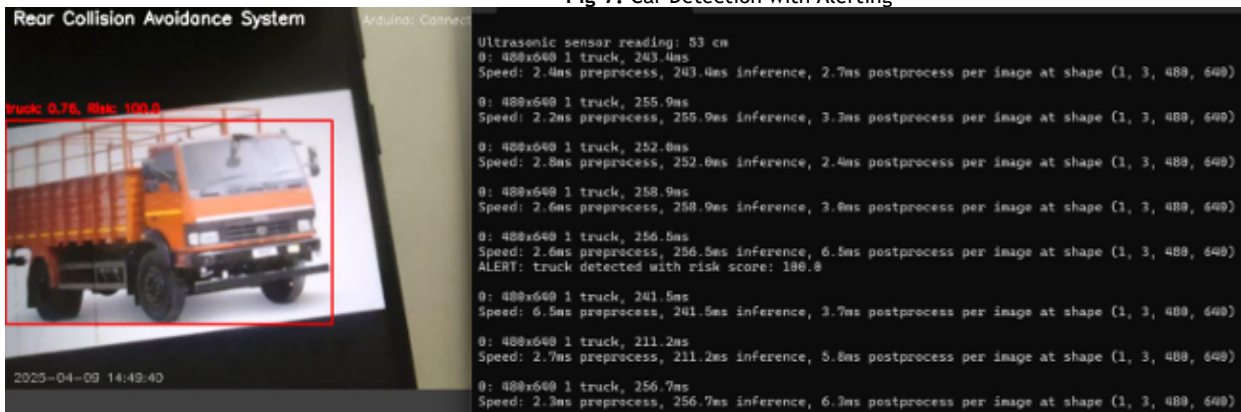 Fig 7. Car Detection with Alerting
Rear Collision Avoidance System
Arduino: Connect
truck: 0.76, Risk: 100.0
2025-04-09 14:49:40
Ultrasonic sensor reading: 53 cm
0: 480x640 1 truck, 243.4ms
Speed: 2.4ms preprocess, 243.4ms inference, 2.7ms postprocess per image at shape (1, 3, 480, 640)
0: 480x640 1 truck, 255.9ms
Speed: 2.2ms preprocess, 255.9ms inference, 3.3ms postprocess per image at shape (1, 3, 480, 640)
0: 480x640 1 truck, 252.0ms
Speed: 2.8ms preprocess, 252.0ms inference, 2.4ms postprocess per image at shape (1, 3, 480, 640)
0: 480x640 1 truck, 258.9ms
Speed: 2.6ms preprocess, 258.9ms inference, 3.0ms postprocess per image at shape (1, 3, 480, 640)
0: 480x640 1 truck, 256.5ms
Speed: 2.6ms preprocess, 256.5ms inference, 6.5ms postprocess per image at shape (1, 3, 480, 640)
ALERT: truck detected with risk score: 100.0
0: 480x640 1 truck, 241.5ms
Speed: 6.5ms preprocess, 241.5ms inference, 3.7ms postprocess per image at shape (1, 3, 480, 640)
0: 480x640 1 truck, 211.2ms
Speed: 2.7ms preprocess, 211.2ms inference, 5.8ms postprocess per image at shape (1, 3, 480, 640)
0: 480x640 1 truck, 256.7ms
Speed: 2.3ms preprocess, 256.7ms inference, 6.3ms postprocess per image at shape (1, 3, 480, 640)